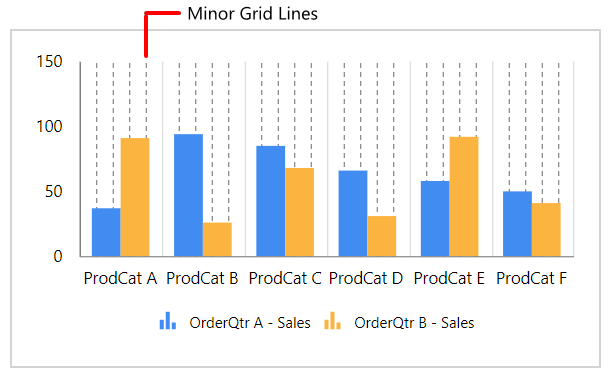 Minor Grid Lines
150
100
50
0
ProdCat A ProdCat B ProdCat C ProdCat D ProdCat E ProdCat F
OrderQtr A - Sales OrderQtr B - Sales